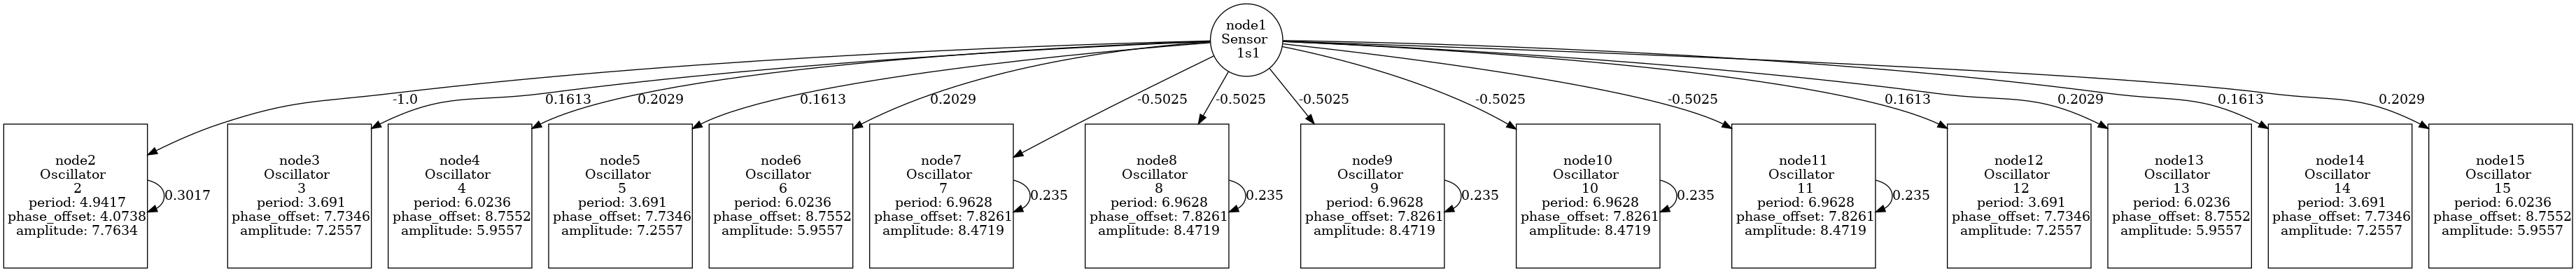 node1
Sensor
1s1
-1.0
0.1613
0.2029
0.1613
0.2029
-0.5025
-0.5025
-0.5025
-0.5025
-0.5025
0.1613
0.2029
0.1613
0.2029
node2
Oscillator
2
period: 4.9417
phase_offset: 4.0738
amplitude: 7.7634
0.3017
node3
Oscillator
3
period: 3.691
phase_offset: 7.7346
amplitude: 7.2557
node4
Oscillator
4
period: 6.0236
phase_offset: 8.7552
amplitude: 5.9557
node5
Oscillator
5
period: 3.691
phase_offset: 7.7346
amplitude: 7.2557
node6
Oscillator
6
period: 6.0236
phase_offset: 8.7552
amplitude: 5.9557
node7
Oscillator
7
period: 6.9628
phase_offset: 7.8261
amplitude: 8.4719
0.235
node8
Oscillator
8
period: 6.9628
phase_offset: 7.8261
amplitude: 8.4719
0.235
node9
Oscillator
9
period: 6.9628
phase_offset: 7.8261
amplitude: 8.4719
0.235
node10
Oscillator
10
period: 6.9628
phase_offset: 7.8261
amplitude: 8.4719
0.235
node11
Oscillator
11
period: 6.9628
phase_offset: 7.8261
amplitude: 8.4719
0.235
node12
Oscillator
12
period: 3.691
phase_offset: 7.7346
amplitude: 7.2557
node13
Oscillator
13
period: 6.0236
phase_offset: 8.7552
amplitude: 5.9557
node14
Oscillator
14
period: 3.691
phase_offset: 7.7346
amplitude: 7.2557
node15
Oscillator
15
period: 6.0236
phase_offset: 8.7552
amplitude: 5.9557